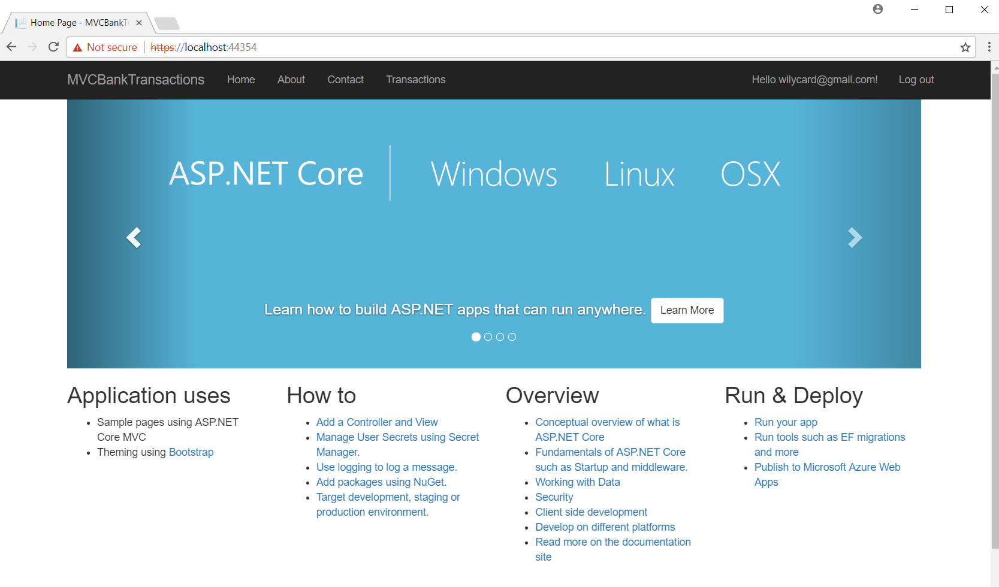 Home Page - MVCBankTr
Not secure https://localhost:44354
MVCBankTransactions Home About Contact Transactions Hello wilycard@gmail.com! Log out
ASP.NET Core Windows Linux OSX
Learn how to build ASP.NET apps that can run anywhere. Learn More
Application uses
Sample pages using ASP.NET
Core MVC
Theming using Bootstrap
How to
Add a Controller and View
Manage User Secrets using Secret
Manager.
Use logging to log a message.
Add packages using NuGet.
Target development, staging or
production environment.
Overview
Conceptual overview of what is
ASP.NET Core
Fundamentals of ASP.NET Core
such as Startup and middleware.
Working with Data
Security
Client side development
Develop on different platforms
Read more on the documentation
site
Run & Deploy
Run your app
Run tools such as EF migrations
and more
Publish to Microsoft Azure Web
Apps